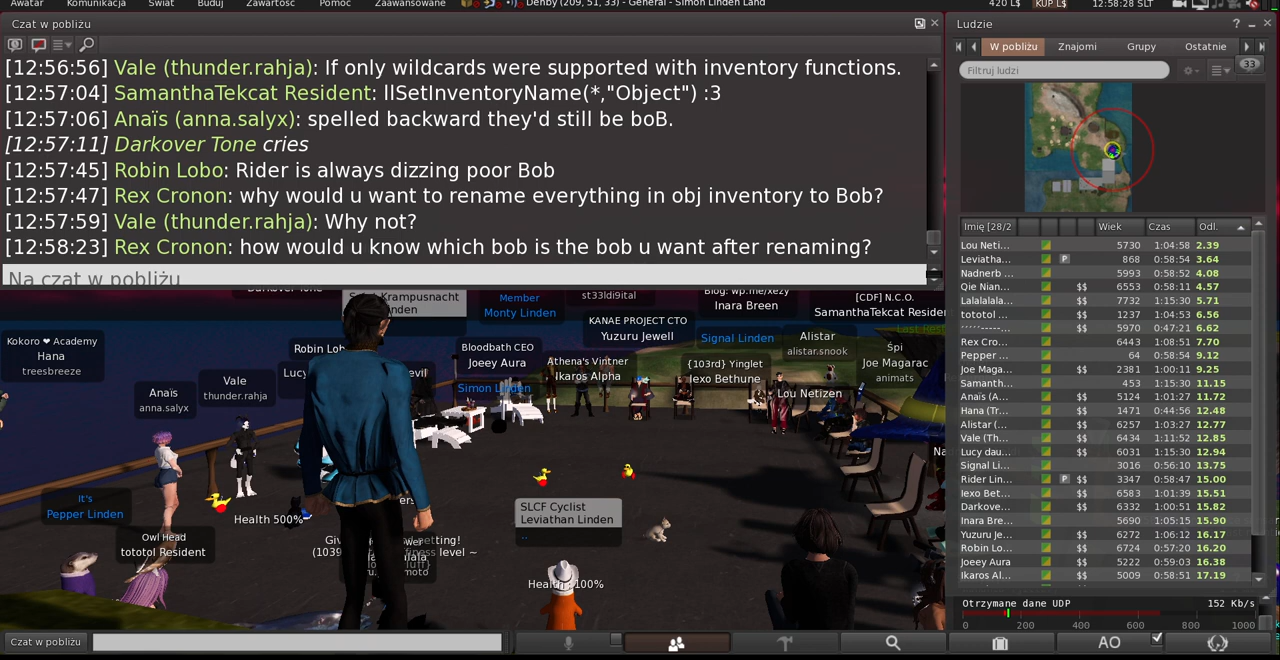 Avatar Komunikacja Świat Buduj Zawartość Pomoc Zaawansowane Denby (209, 51, 33) - General - Simon Linden Land 420 L$ KUP L$ 12:58:28 SLT
Czat w pobliżu
[12:56:56] Vale (thunder.rahja): If only wildcards were supported with inventory functions.
[12:57:04] SamanthaTekcat Resident: llSetInventoryName(*,"Object") :3
[12:57:06] Anaïs (anna.salyx): spelled backward they'd still be boB.
[12:57:11] Darkover Tone cries
[12:57:45] Robin Lobo: Rider is always dizzing poor Bob
[12:57:47] Rex Cronon: why would u want to rename everything in obj inventory to Bob?
[12:57:59] Vale (thunder.rahja): Why not?
[12:58:23] Rex Cronon: how would u know which bob is the bob u want after renaming?
Na czat w pobliżu
Krampusnacht
Member
Monty Linden
st33ldi9ital
Blog: wp.me/xezy
Inara Breen
[CDF] N.C.O.
SamanthaTekcat Residen
KANAE PROJECT CTO
Yuzuru Jewell
Signal Linden
Alistar
alistar.snook
Śpi
Joe Magarac
animats
Kokoro ❤ Academy
Hana
treesbreeze
Robin Lob
Lucy
evil
Bloodbath CEO
Joeey Aura
Simon Linden
Athena's Vintner
Ikaros Alpha
{103rd} Yinglet
Iexo Bethune
Lou Netizen
Anaïs
anna.salyx
Vale
thunder.rahja
Na
It's
Pepper Linden
Health 500%
Owl Head
tototol Resident
SLCF Cyclist
Leviathan Linden
..
Health 100%
Czat w pobliżu
Ludzie
W pobliżu Znajomi Grupy Ostatnie
Filtruj ludzi 33
Imię [28/2 Wiek Czas Odl.
Lou Neti... 5730 1:04:58 2.39
Leviatha... P 868 0:58:54 3.64
Nadnerb ... 5993 0:58:52 4.08
Qie Nian... $$ 6553 0:58:11 4.57
Lalalalala... $$ 7732 1:15:30 5.71
tototol ... $$ 1237 1:04:53 6.56
´´´´´-----... $$ 5970 0:47:21 6.62
Rex Cro... $$ 6443 1:08:51 7.70
Pepper ... 64 0:58:54 9.12
Joe Maga... $$ 2381 1:00:11 9.25
Samanth... 453 1:15:30 11.15
Anaïs (A... $$ 5124 1:01:27 11.72
Hana (Tr... $$ 1471 0:44:56 12.48
Alistar (... $$ 6257 1:03:27 12.77
Vale (Th... $$ 6434 1:11:52 12.85
Lucy dau... $$ 6031 1:15:30 12.94
Signal Li... 3016 0:56:10 13.75
Rider Lin... P $$ 3347 0:58:47 15.00
Iexo Bet... $$ 6583 1:01:39 15.51
Darkove... $$ 6332 1:00:51 15.82
Inara Bre... 5690 1:05:15 15.90
Yuzuru Je... $$ 6272 1:06:12 16.17
Robin Lo... $$ 6724 0:57:20 16.20
Joeey Aura $$ 5222 0:59:03 16.38
Ikaros Al... $$ 5009 0:58:51 17.19
Otrzymane dane UDP 152 Kb/s
0 200 400 600 800 1000
AO